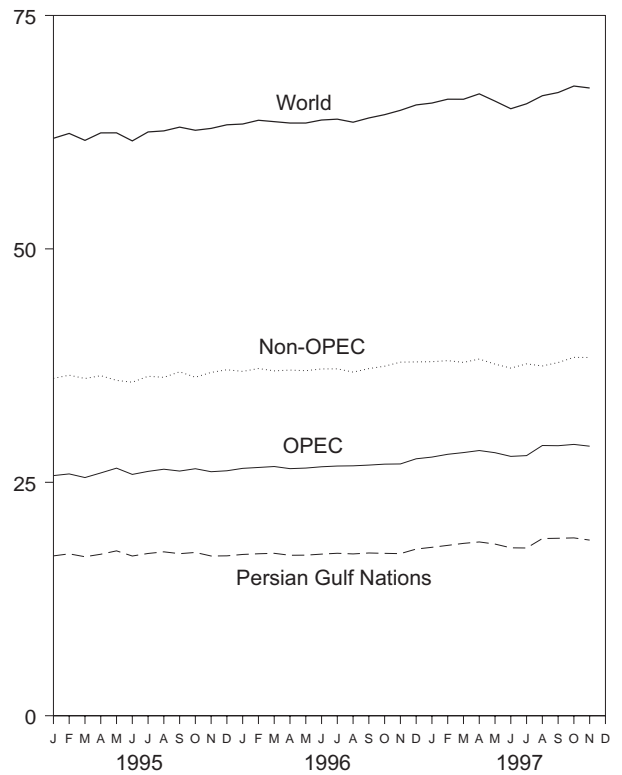 75
World
50
Non-OPEC
OPEC
25
Persian Gulf Nations
0
J F M A M J J A S O N D J F M A M J J A S O N D J F M A M J J A S O N D
1995 1996 1997